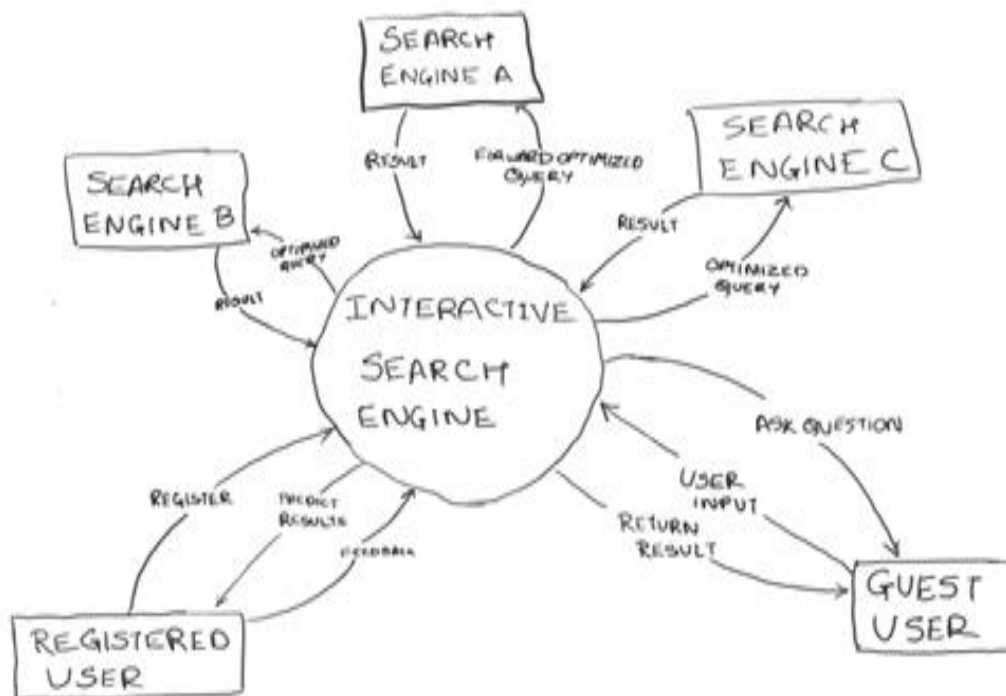 SEARCH
ENGINE A
SEARCH
ENGINE C
SEARCH
ENGINE B
RESULT
FORWARD OPTIMIZED
QUERY
RESULT
OPTIMIZED
QUERY
OPTIMIZED
QUERY
RESULT
INTERACTIVE
SEARCH
ENGINE
ASK QUESTION
REGISTER
PREDICT
RESULTS
FEEDBACK
USER
INPUT
RETURN
RESULT
REGISTERED
USER
GUEST
USER